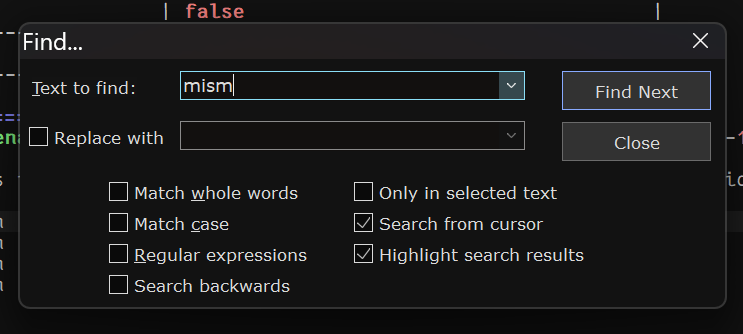 | false |
Find...
Text to find:
mism
Find Next
Replace with
Close
Match whole words
Only in selected text
Match case
Search from cursor
Regular expressions
Highlight search results
Search backwards